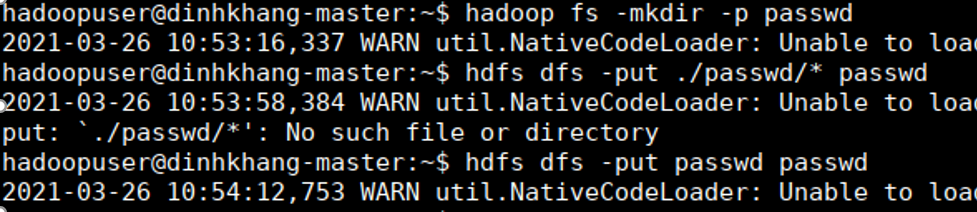 hadoopuser@dinhkhang-master:~$ hadoop fs -mkdir -p passwd
2021-03-26 10:53:16,337 WARN util.NativeCodeLoader: Unable to loa
hadoopuser@dinhkhang-master:~$ hdfs dfs -put ./passwd/* passwd
2021-03-26 10:53:58,384 WARN util.NativeCodeLoader: Unable to loa
put: `./passwd/*': No such file or directory
hadoopuser@dinhkhang-master:~$ hdfs dfs -put passwd passwd
2021-03-26 10:54:12,753 WARN util.NativeCodeLoader: Unable to loa